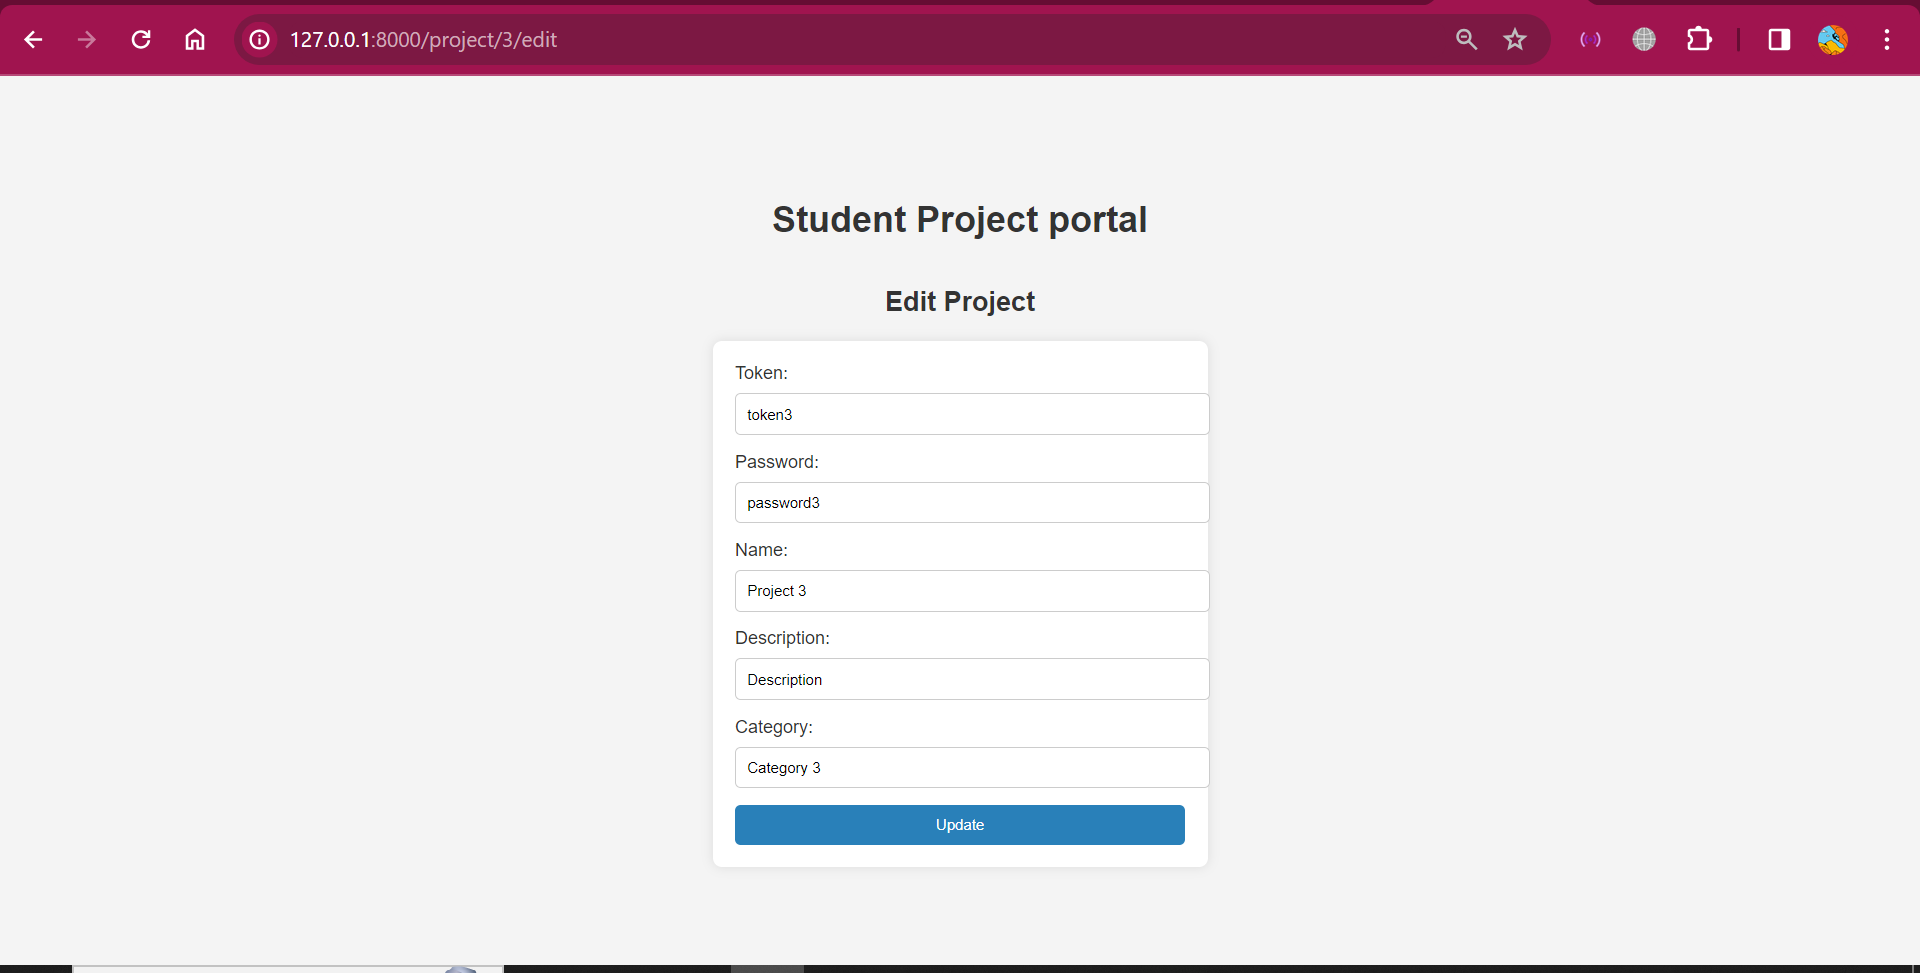 127.0.0.1:8000/project/3/edit
Student Project portal
Edit Project
Token:
token3
Password:
password3
Name:
Project 3
Description:
Description
Category:
Category 3
Update